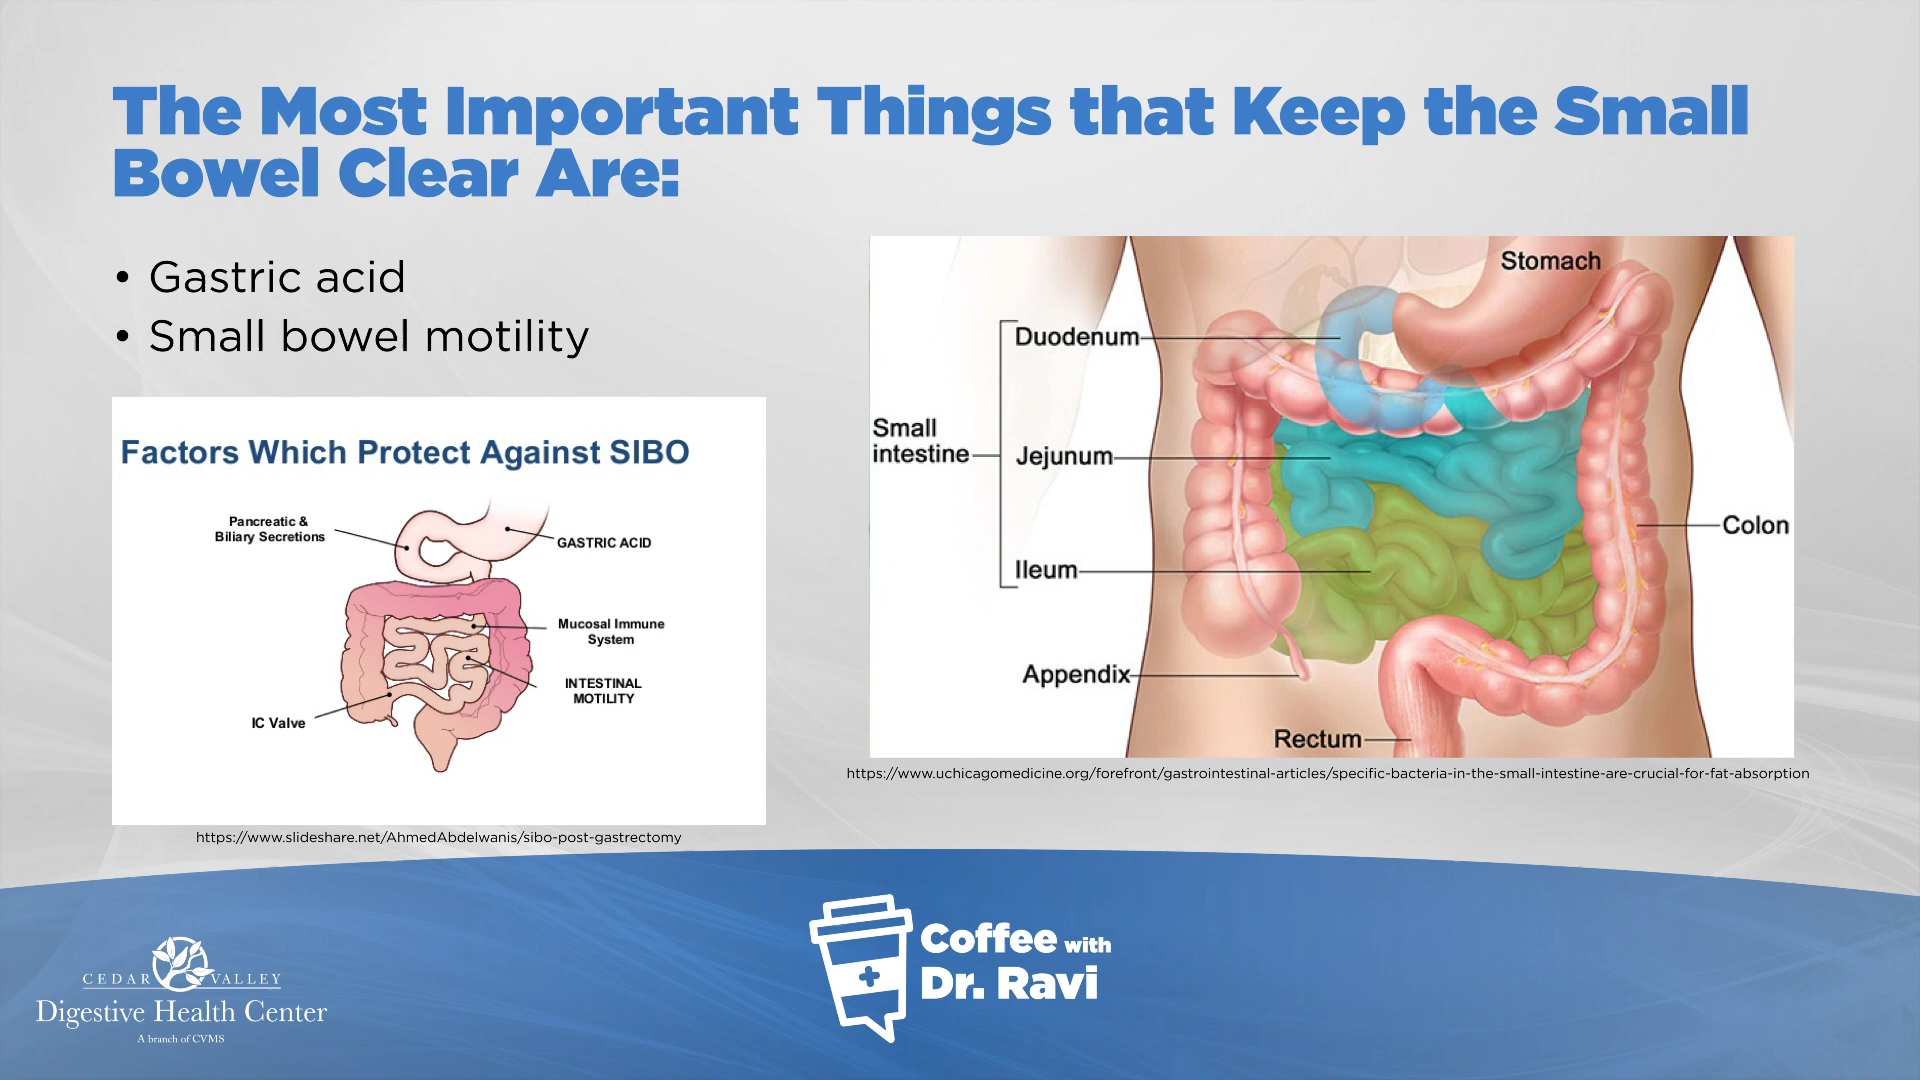 The Most Important Things that Keep the Small
Bowel Clear Are:
• Gastric acid
• Small bowel motility
Factors Which Protect Against SIBO
Pancreatic &
Biliary Secretions
GASTRIC ACID
Mucosal Immune
System
INTESTINAL
MOTILITY
IC Valve
https://www.slideshare.net/AhmedAbdelwanis/sibo-post-gastrectomy
Stomach
Duodenum
Small
intestine
Jejunum
Colon
Ileum
Appendix
Rectum
https://www.uchicagomedicine.org/forefront/gastrointestinal-articles/specific-bacteria-in-the-small-intestine-are-crucial-for-fat-absorption
CEDAR VALLEY
Digestive Health Center
A branch of CVMS
Coffee with
Dr. Ravi